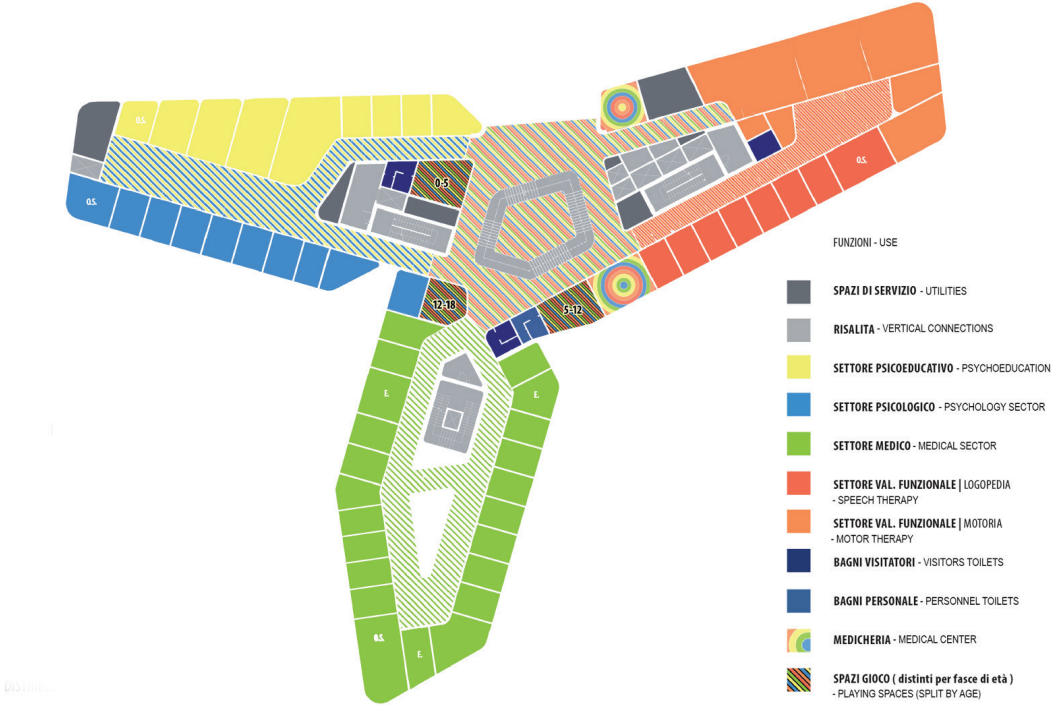 O.S.
0-5
O.S.
O.S.
12-18
5-12
FUNZIONI - USE
SPAZI DI SERVIZIO - UTILITIES
RISALITA - VERTICAL CONNECTIONS
SETTORE PSICOEDUCATIVO - PSYCHOEDUCATION
SETTORE PSICOLOGICO - PSYCHOLOGY SECTOR
SETTORE MEDICO - MEDICAL SECTOR
SETTORE VAL. FUNZIONALE | LOGOPEDIA
- SPEECH THERAPY
SETTORE VAL. FUNZIONALE | MOTORIA
- MOTOR THERAPY
BAGNI VISITATORI - VISITORS TOILETS
BAGNI PERSONALE - PERSONNEL TOILETS
MEDICHERIA - MEDICAL CENTER
SPAZI GIOCO ( distinti per fasce di età )
- PLAYING SPACES (SPLIT BY AGE)